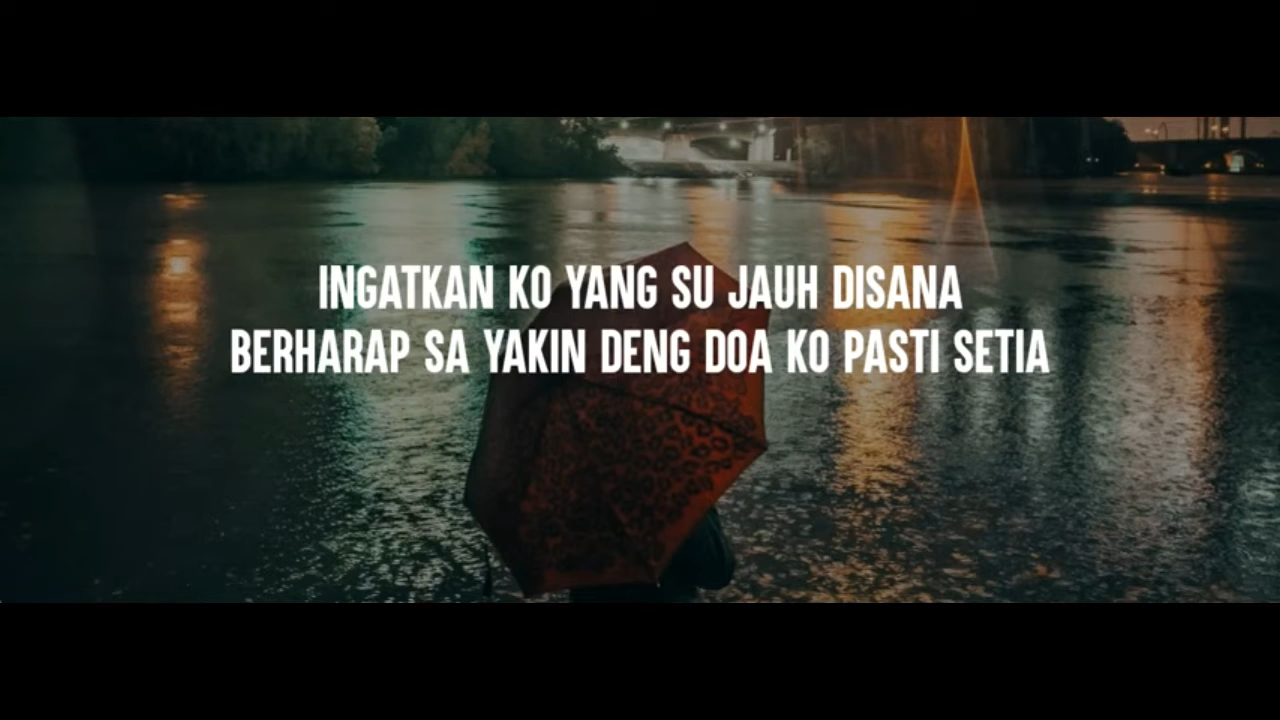 INGATKAN KO YANG SU JAUH DISANA
BERHARAP SA YAKIN DENG DOA KO PASTI SETIA